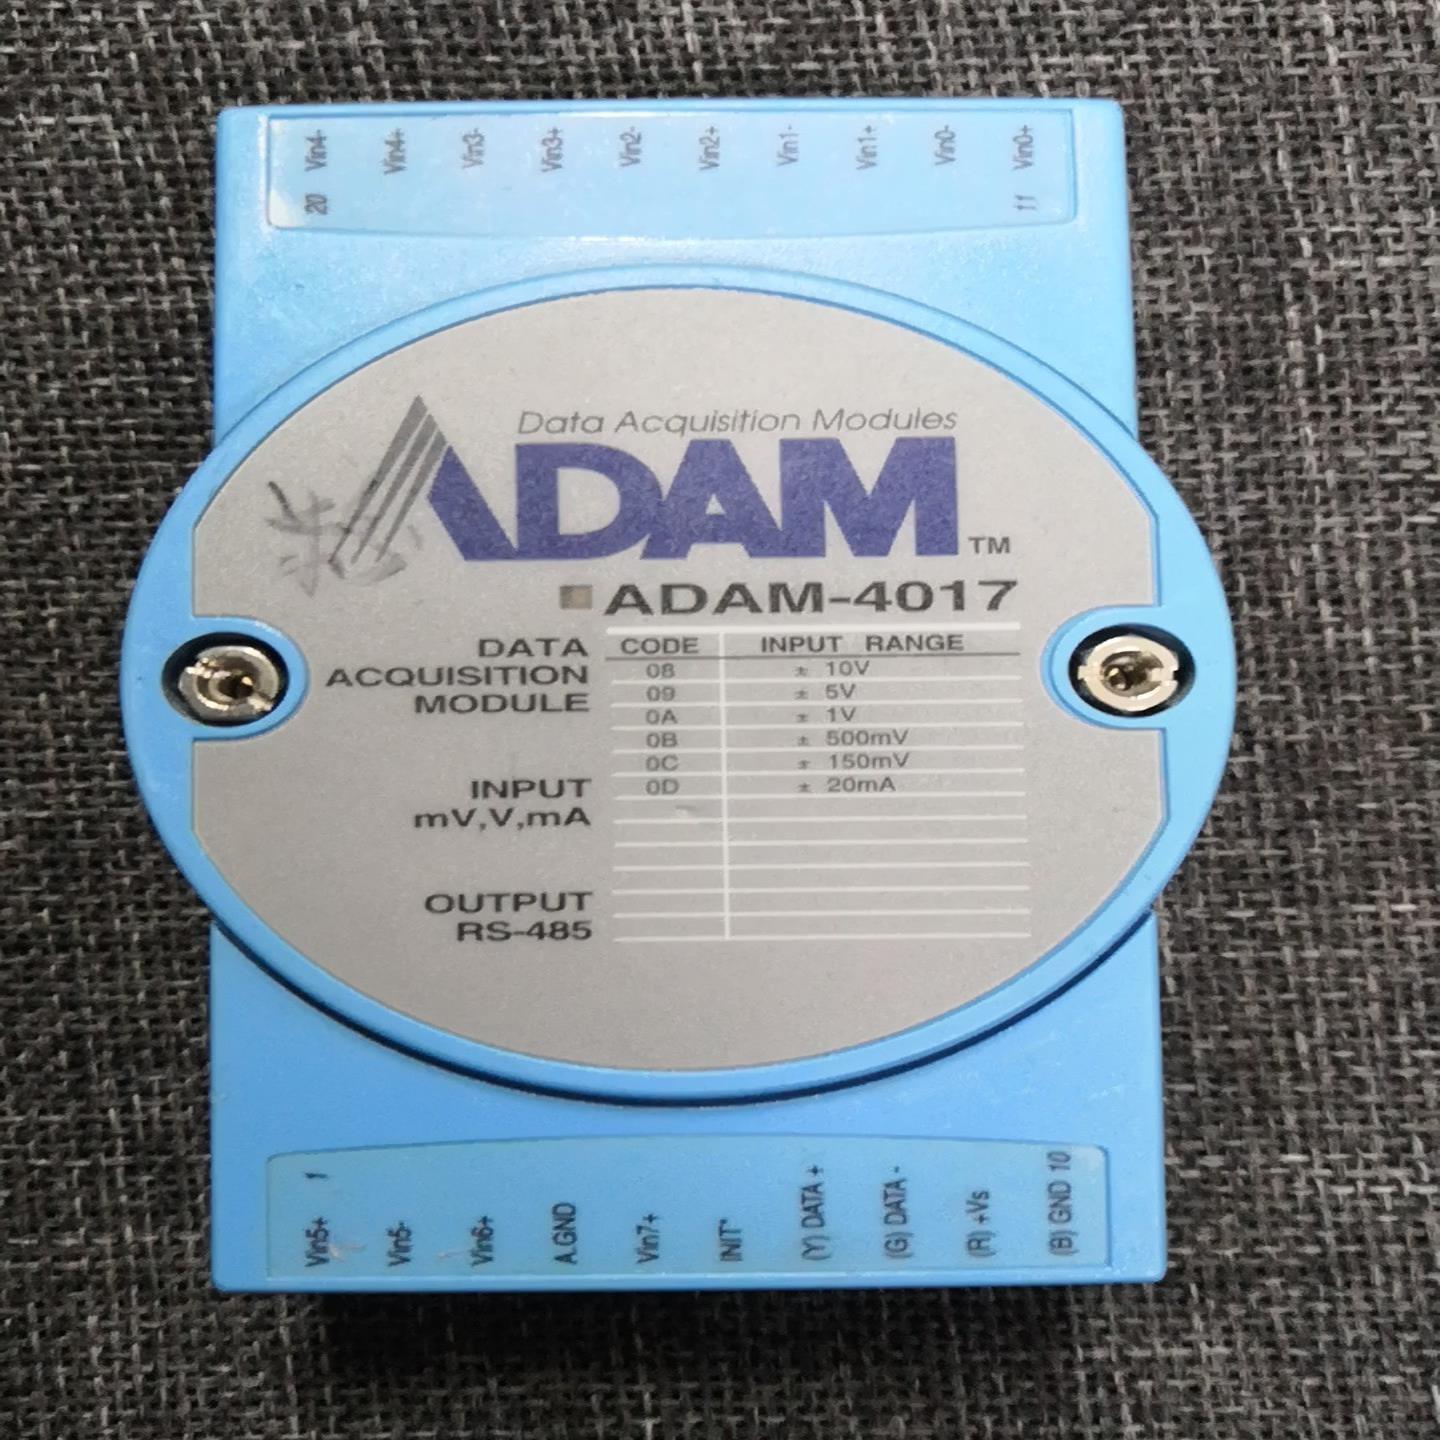 Vin4- Vin4+ Vin3- Vin3+ Vin2- Vin2+ Vin1- Vin1+ Vin0- Vin0+
20 11
Data Acquisition Modules
ADAM TM
ADAM-4017
DATA
ACQUISITION
MODULE
INPUT
mV,V,mA
OUTPUT
RS-485
CODE INPUT RANGE
08 ± 10V
09 ± 5V
0A ± 1V
0B ± 500mV
0C ± 150mV
0D ± 20mA
1 10
Vin5+ Vin5- Vin6+ A.GND Vin7+ INIT* (Y) DATA + (G) DATA - (R) +Vs (B) GND